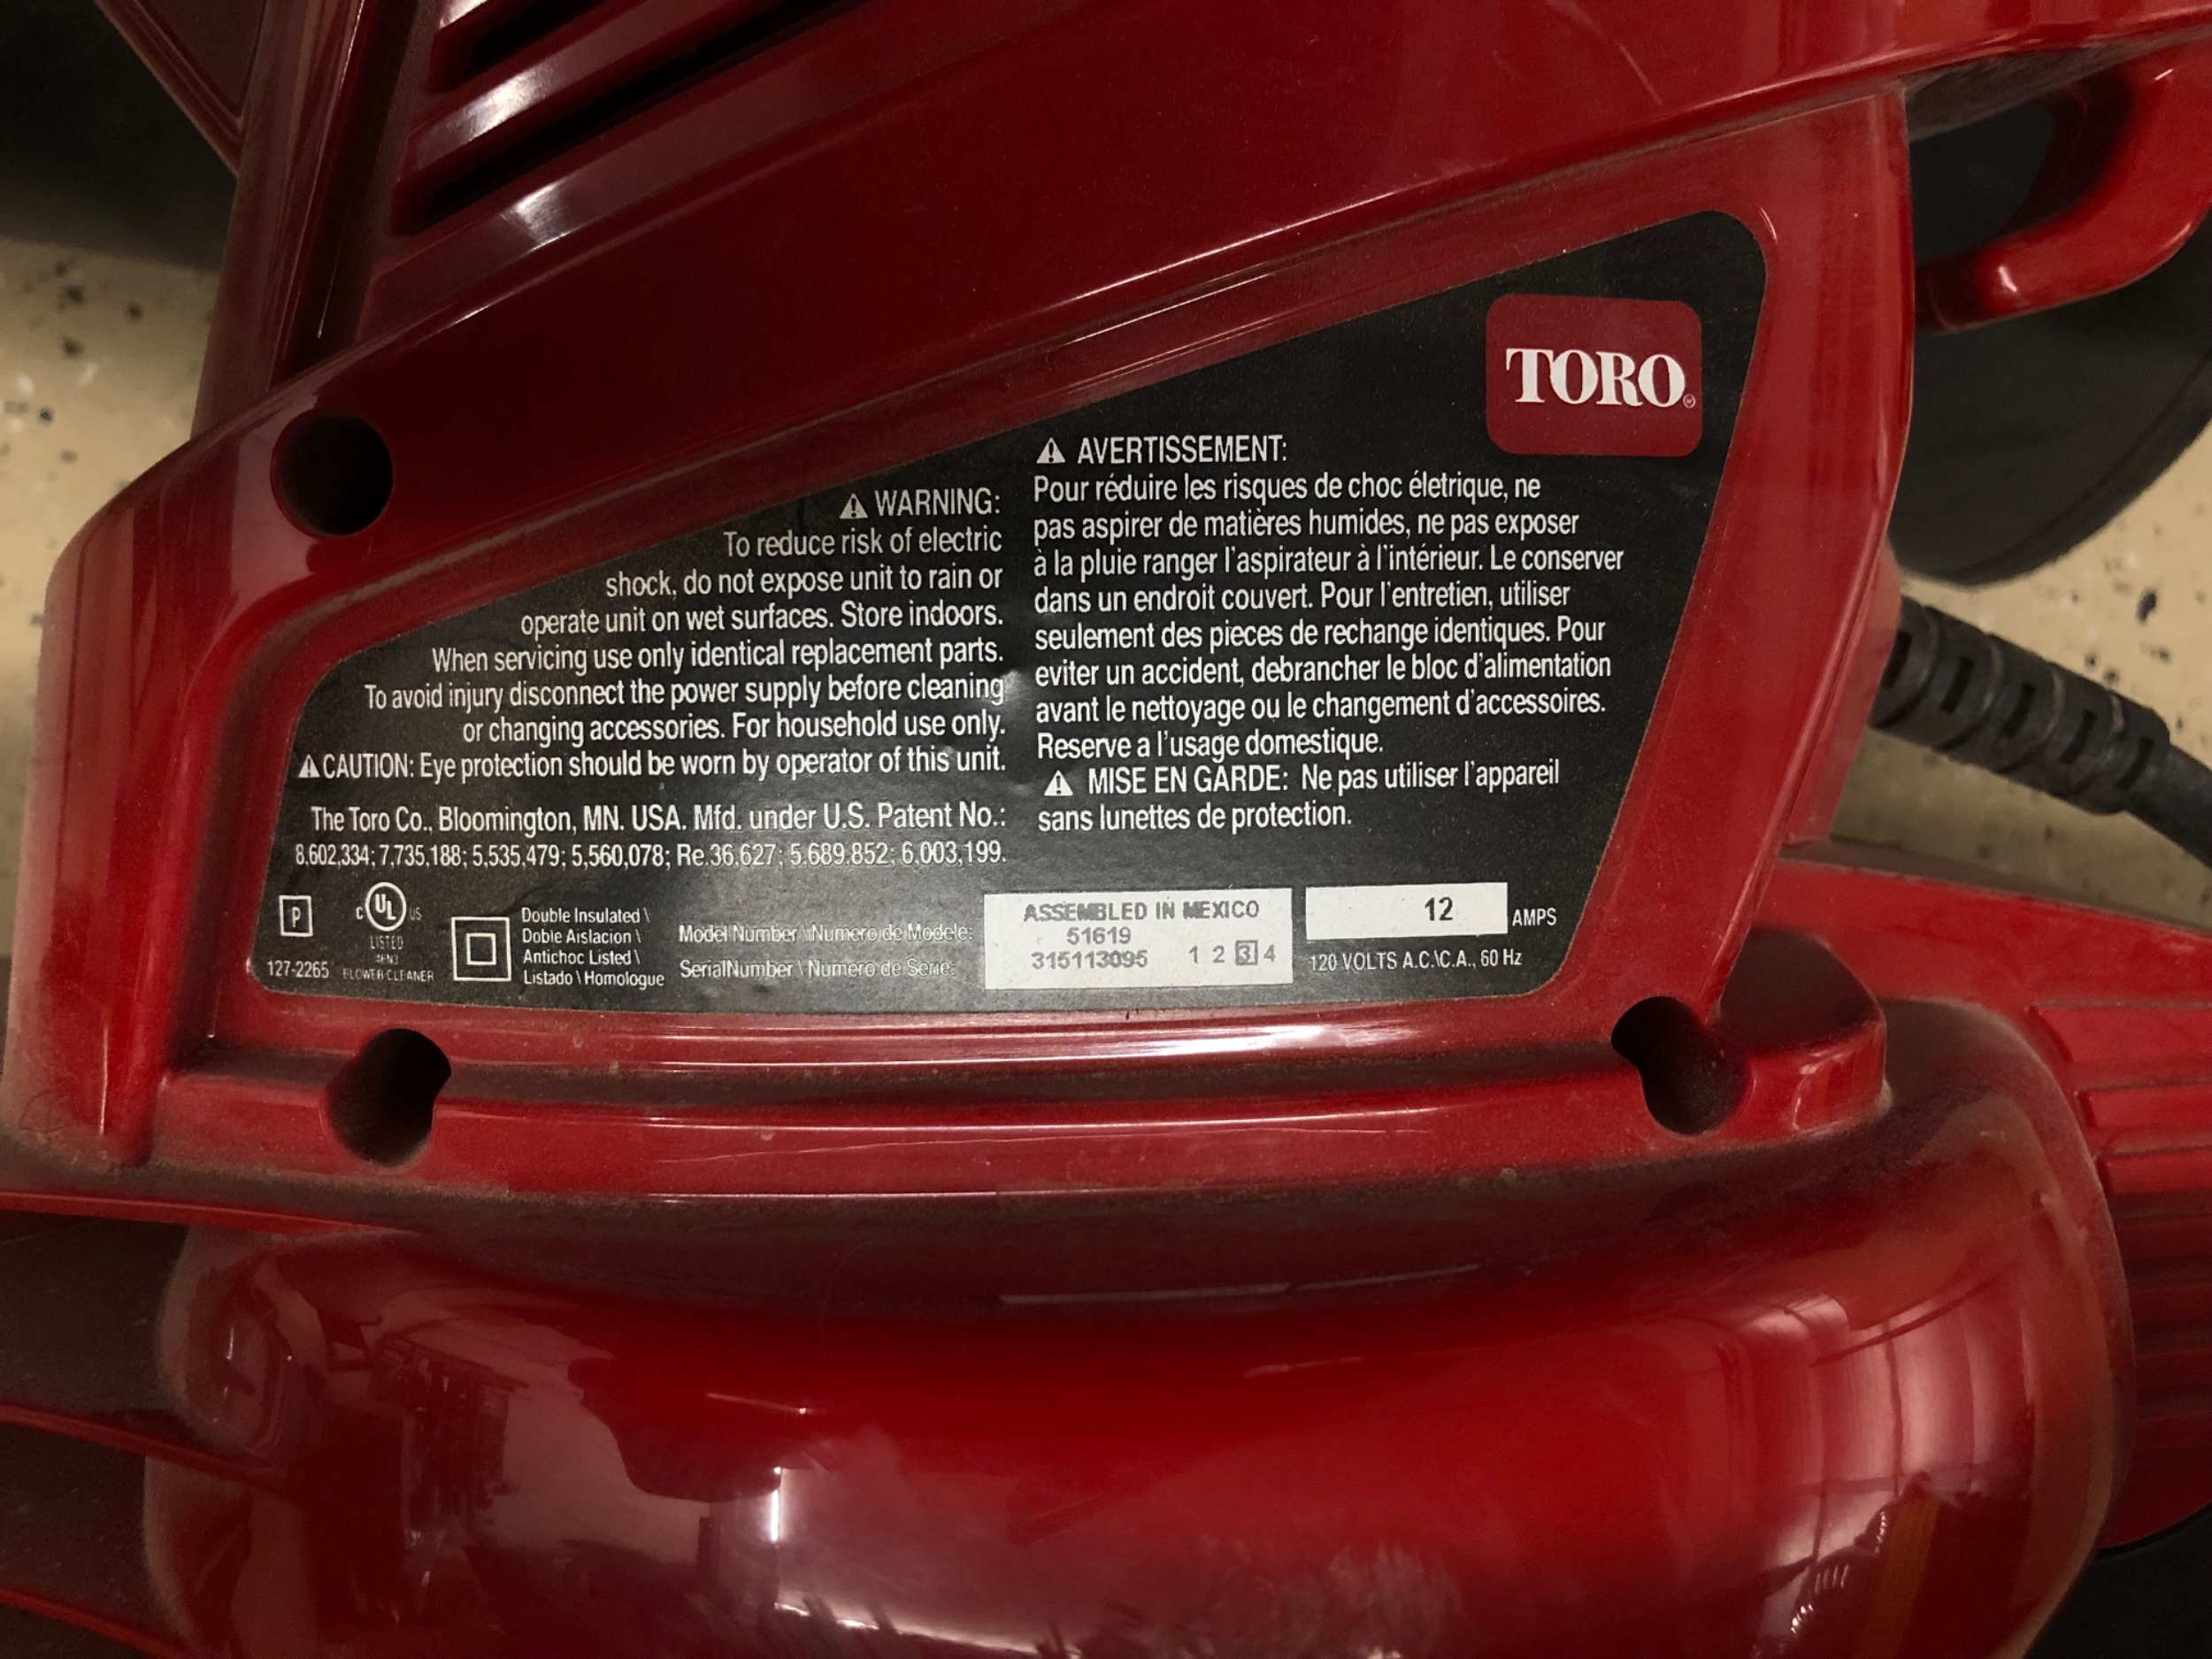 TORO
⚠ WARNING:
To reduce risk of electric
shock, do not expose unit to rain or
operate unit on wet surfaces. Store indoors.
When servicing use only identical replacement parts.
To avoid injury disconnect the power supply before cleaning
or changing accessories. For household use only.
⚠ CAUTION: Eye protection should be worn by operator of this unit.
The Toro Co., Bloomington, MN. USA. Mfd. under U.S. Patent No.:
8,602,334; 7,735,188; 5,535,479; 5,560,078; Re.36,627; 5,689,852; 6,003,199.
⚠ AVERTISSEMENT:
Pour réduire les risques de choc életrique, ne
pas aspirer de matières humides, ne pas exposer
à la pluie ranger l'aspirateur à l'intérieur. Le conserver
dans un endroit couvert. Pour l'entretien, utiliser
seulement des pieces de rechange identiques. Pour
eviter un accident, debrancher le bloc d'alimentation
avant le nettoyage ou le changement d'accessoires.
Reserve a l'usage domestique.
⚠ MISE EN GARDE: Ne pas utiliser l'appareil
sans lunettes de protection.
P
127-2265
C UL US
LISTED
BLOWER CLEANER
Double Insulated \
Doble Aislacion \
Antichoc Listed \
Listado \ Homologue
Model Number \ Numero de Modele:
SerialNumber \ Numero de Serie:
ASSEMBLED IN MEXICO
51619
315113095 1 2 3 4
12 AMPS
120 VOLTS A.C.\C.A., 60 Hz